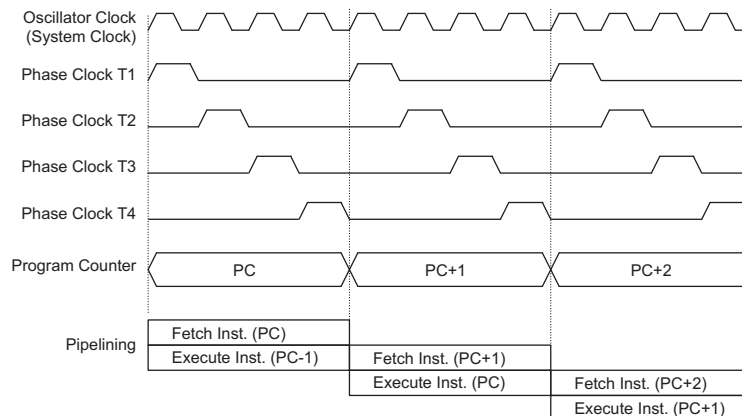 Oscillator Clock
(System Clock)
Phase Clock T1
Phase Clock T2
Phase Clock T3
Phase Clock T4
Program Counter
PC
PC+1
PC+2
Pipelining
Fetch Inst. (PC)
Execute Inst. (PC-1)
Fetch Inst. (PC+1)
Execute Inst. (PC)
Fetch Inst. (PC+2)
Execute Inst. (PC+1)